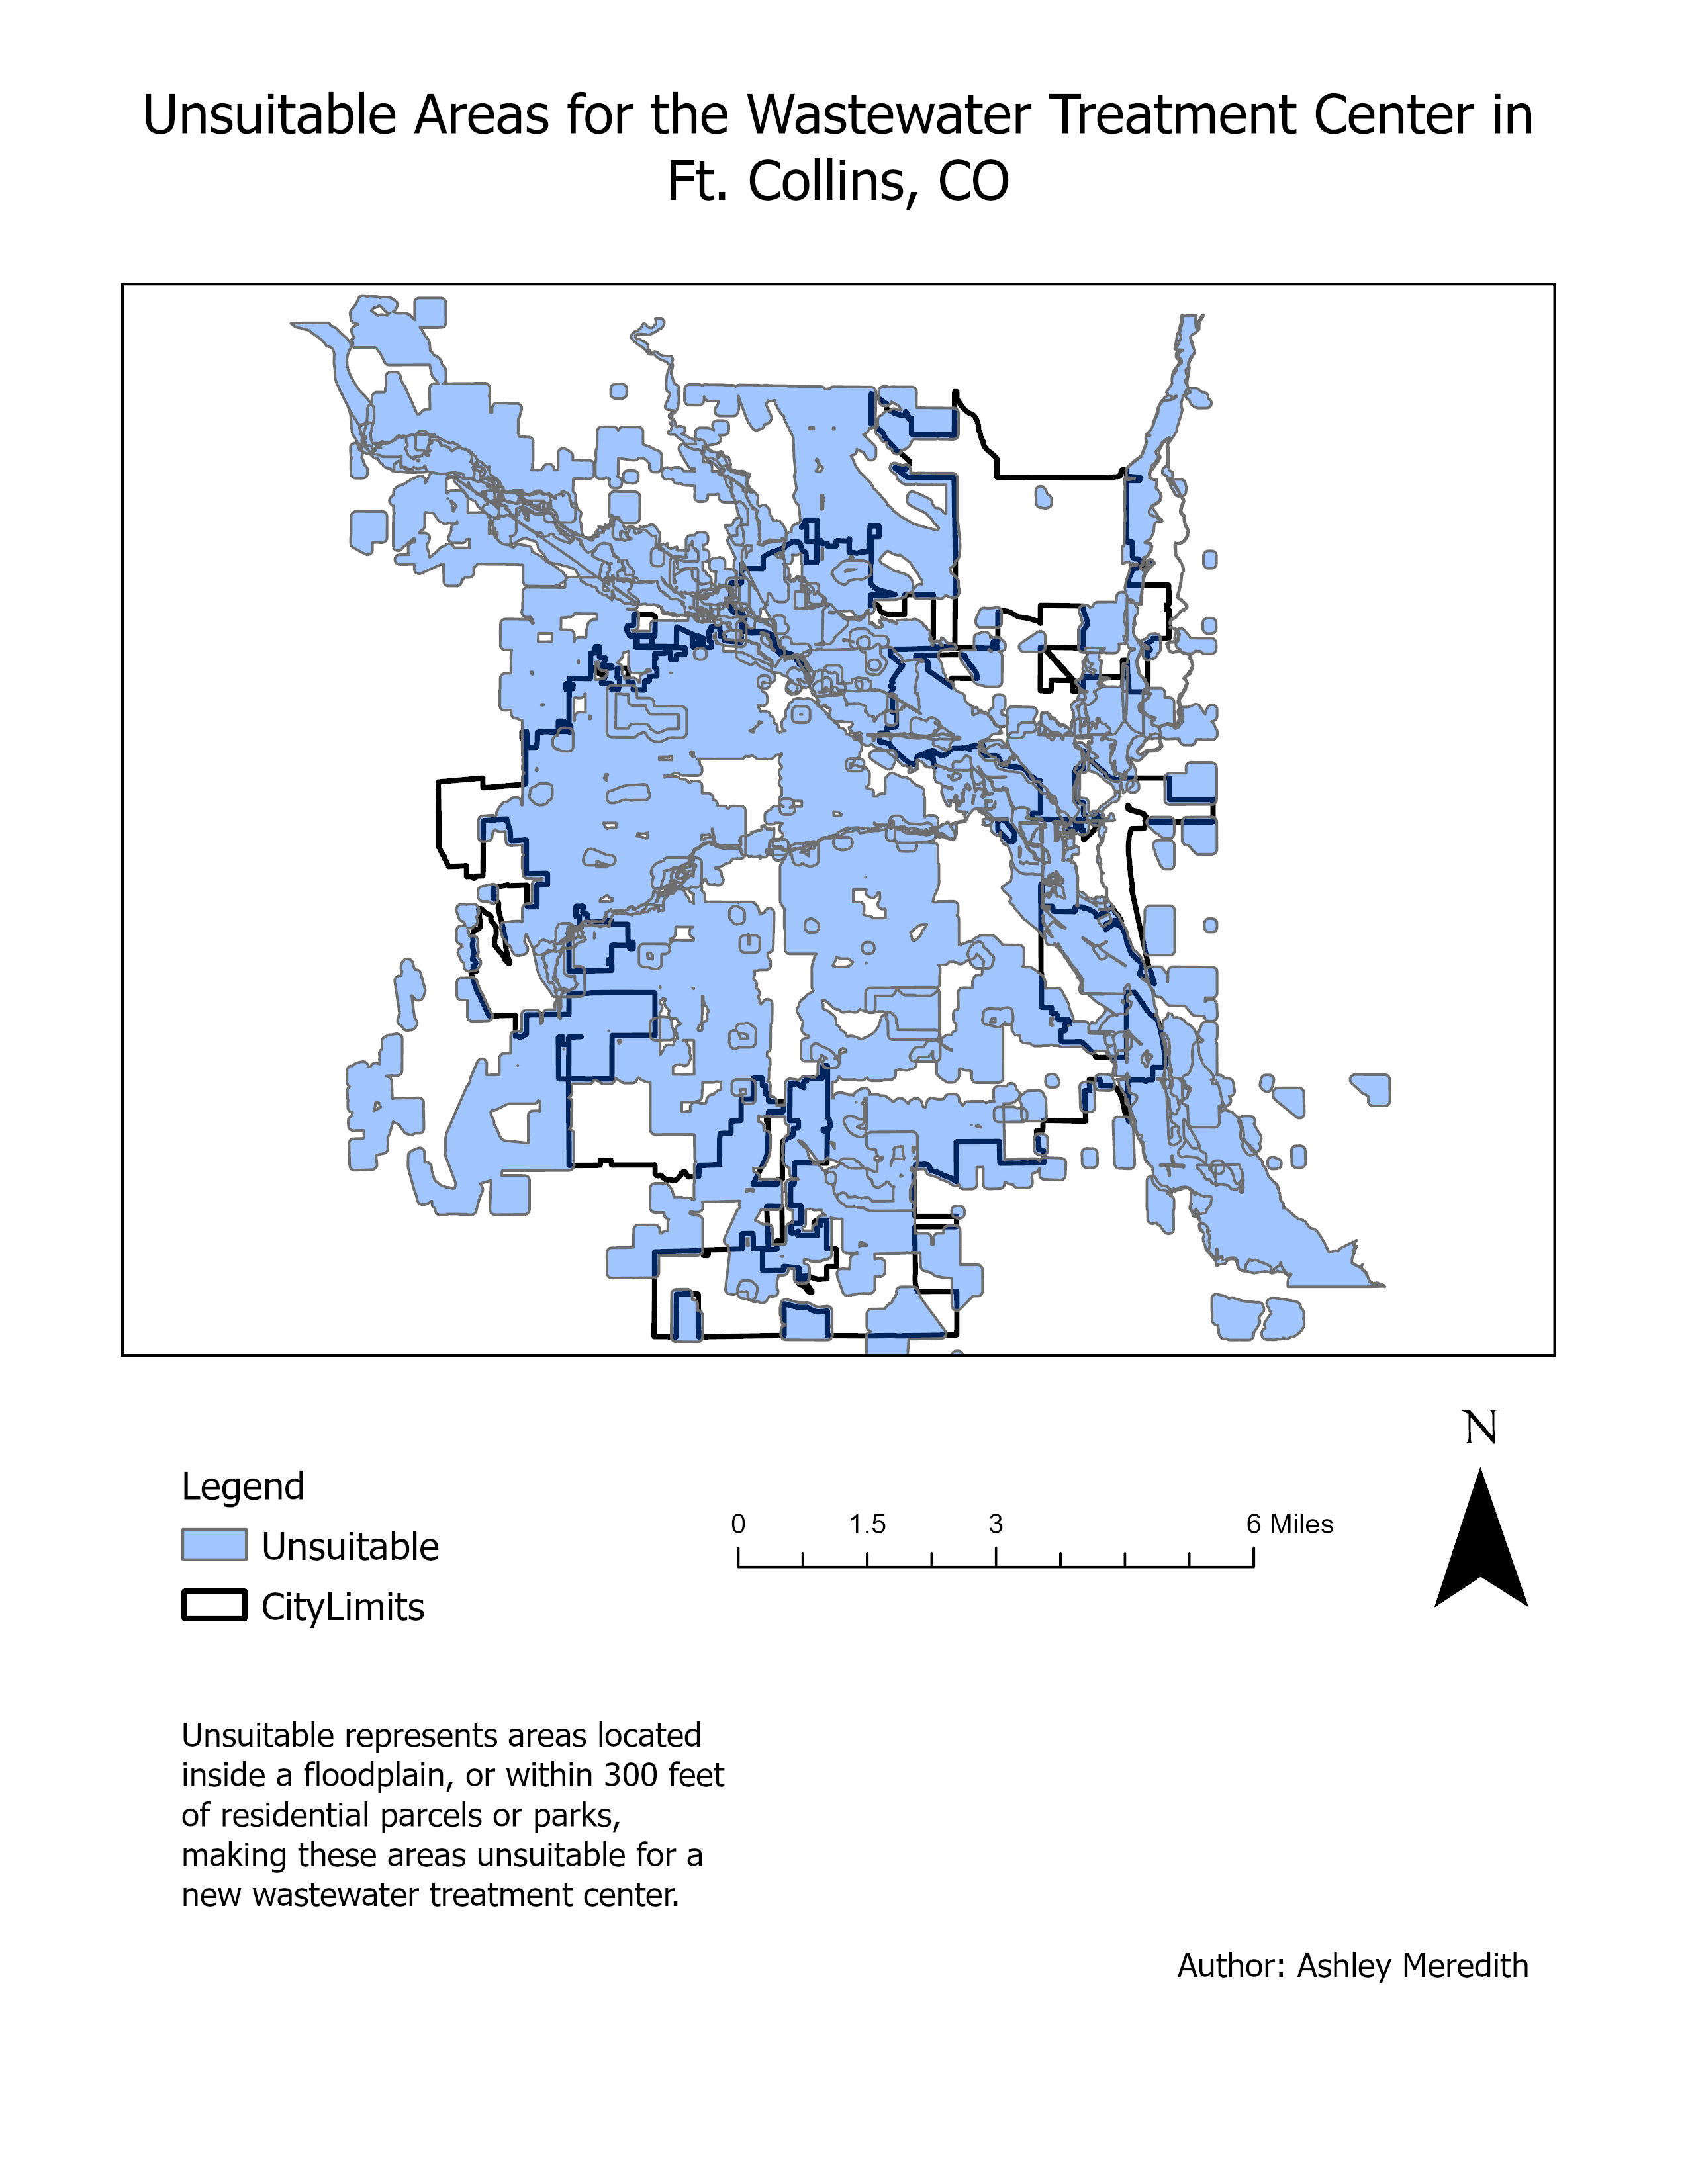 Unsuitable Areas for the Wastewater Treatment Center in
Ft. Collins, CO
N
Legend
Unsuitable
CityLimits
0 1.5 3 6 Miles
Unsuitable represents areas located
inside a floodplain, or within 300 feet
of residential parcels or parks,
making these areas unsuitable for a
new wastewater treatment center.
Author: Ashley Meredith